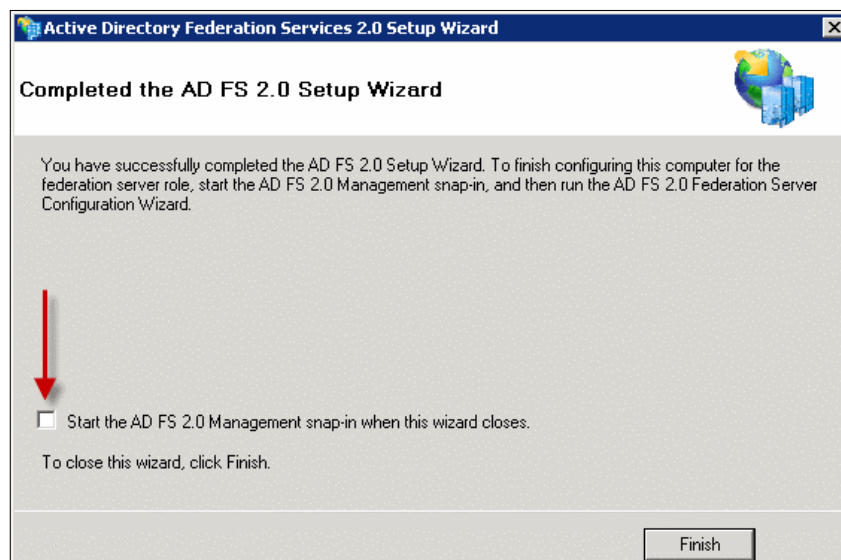 Active Directory Federation Services 2.0 Setup Wizard
Completed the AD FS 2.0 Setup Wizard
You have successfully completed the AD FS 2.0 Setup Wizard. To finish configuring this computer for the
federation server role, start the AD FS 2.0 Management snap-in, and then run the AD FS 2.0 Federation Server
Configuration Wizard.
Start the AD FS 2.0 Management snap-in when this wizard closes.
To close this wizard, click Finish.
Finish